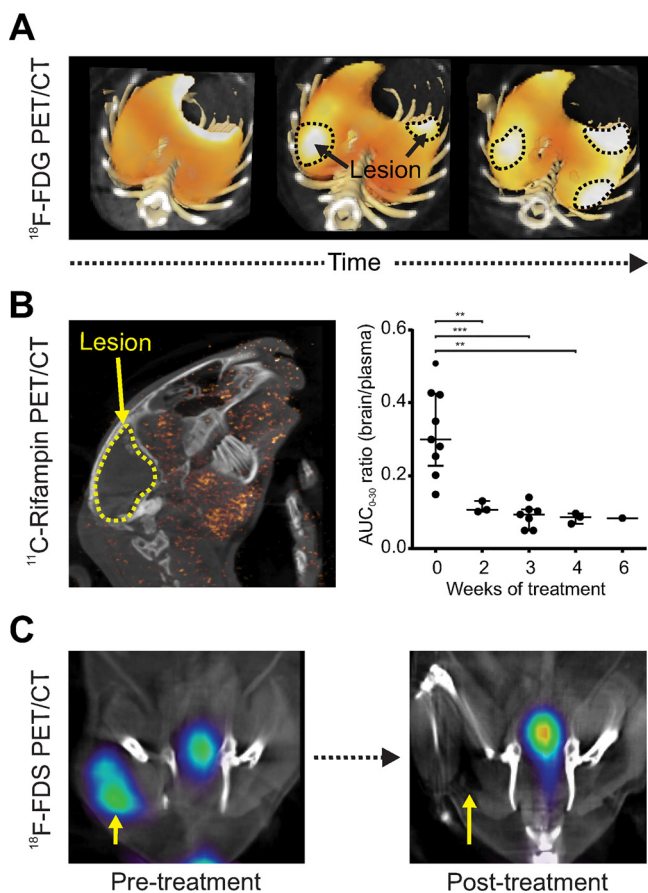 A
¹⁸F-FDG PET/CT
Lesion
Time
B
¹¹C-Rifampin PET/CT
Lesion
AUC₀₋₃₀ ratio (brain/plasma)
0.6
0.4
0.2
0.0
**
***
**
0 2 3 4 6
Weeks of treatment
C
¹⁸F-FDS PET/CT
Pre-treatment
Post-treatment